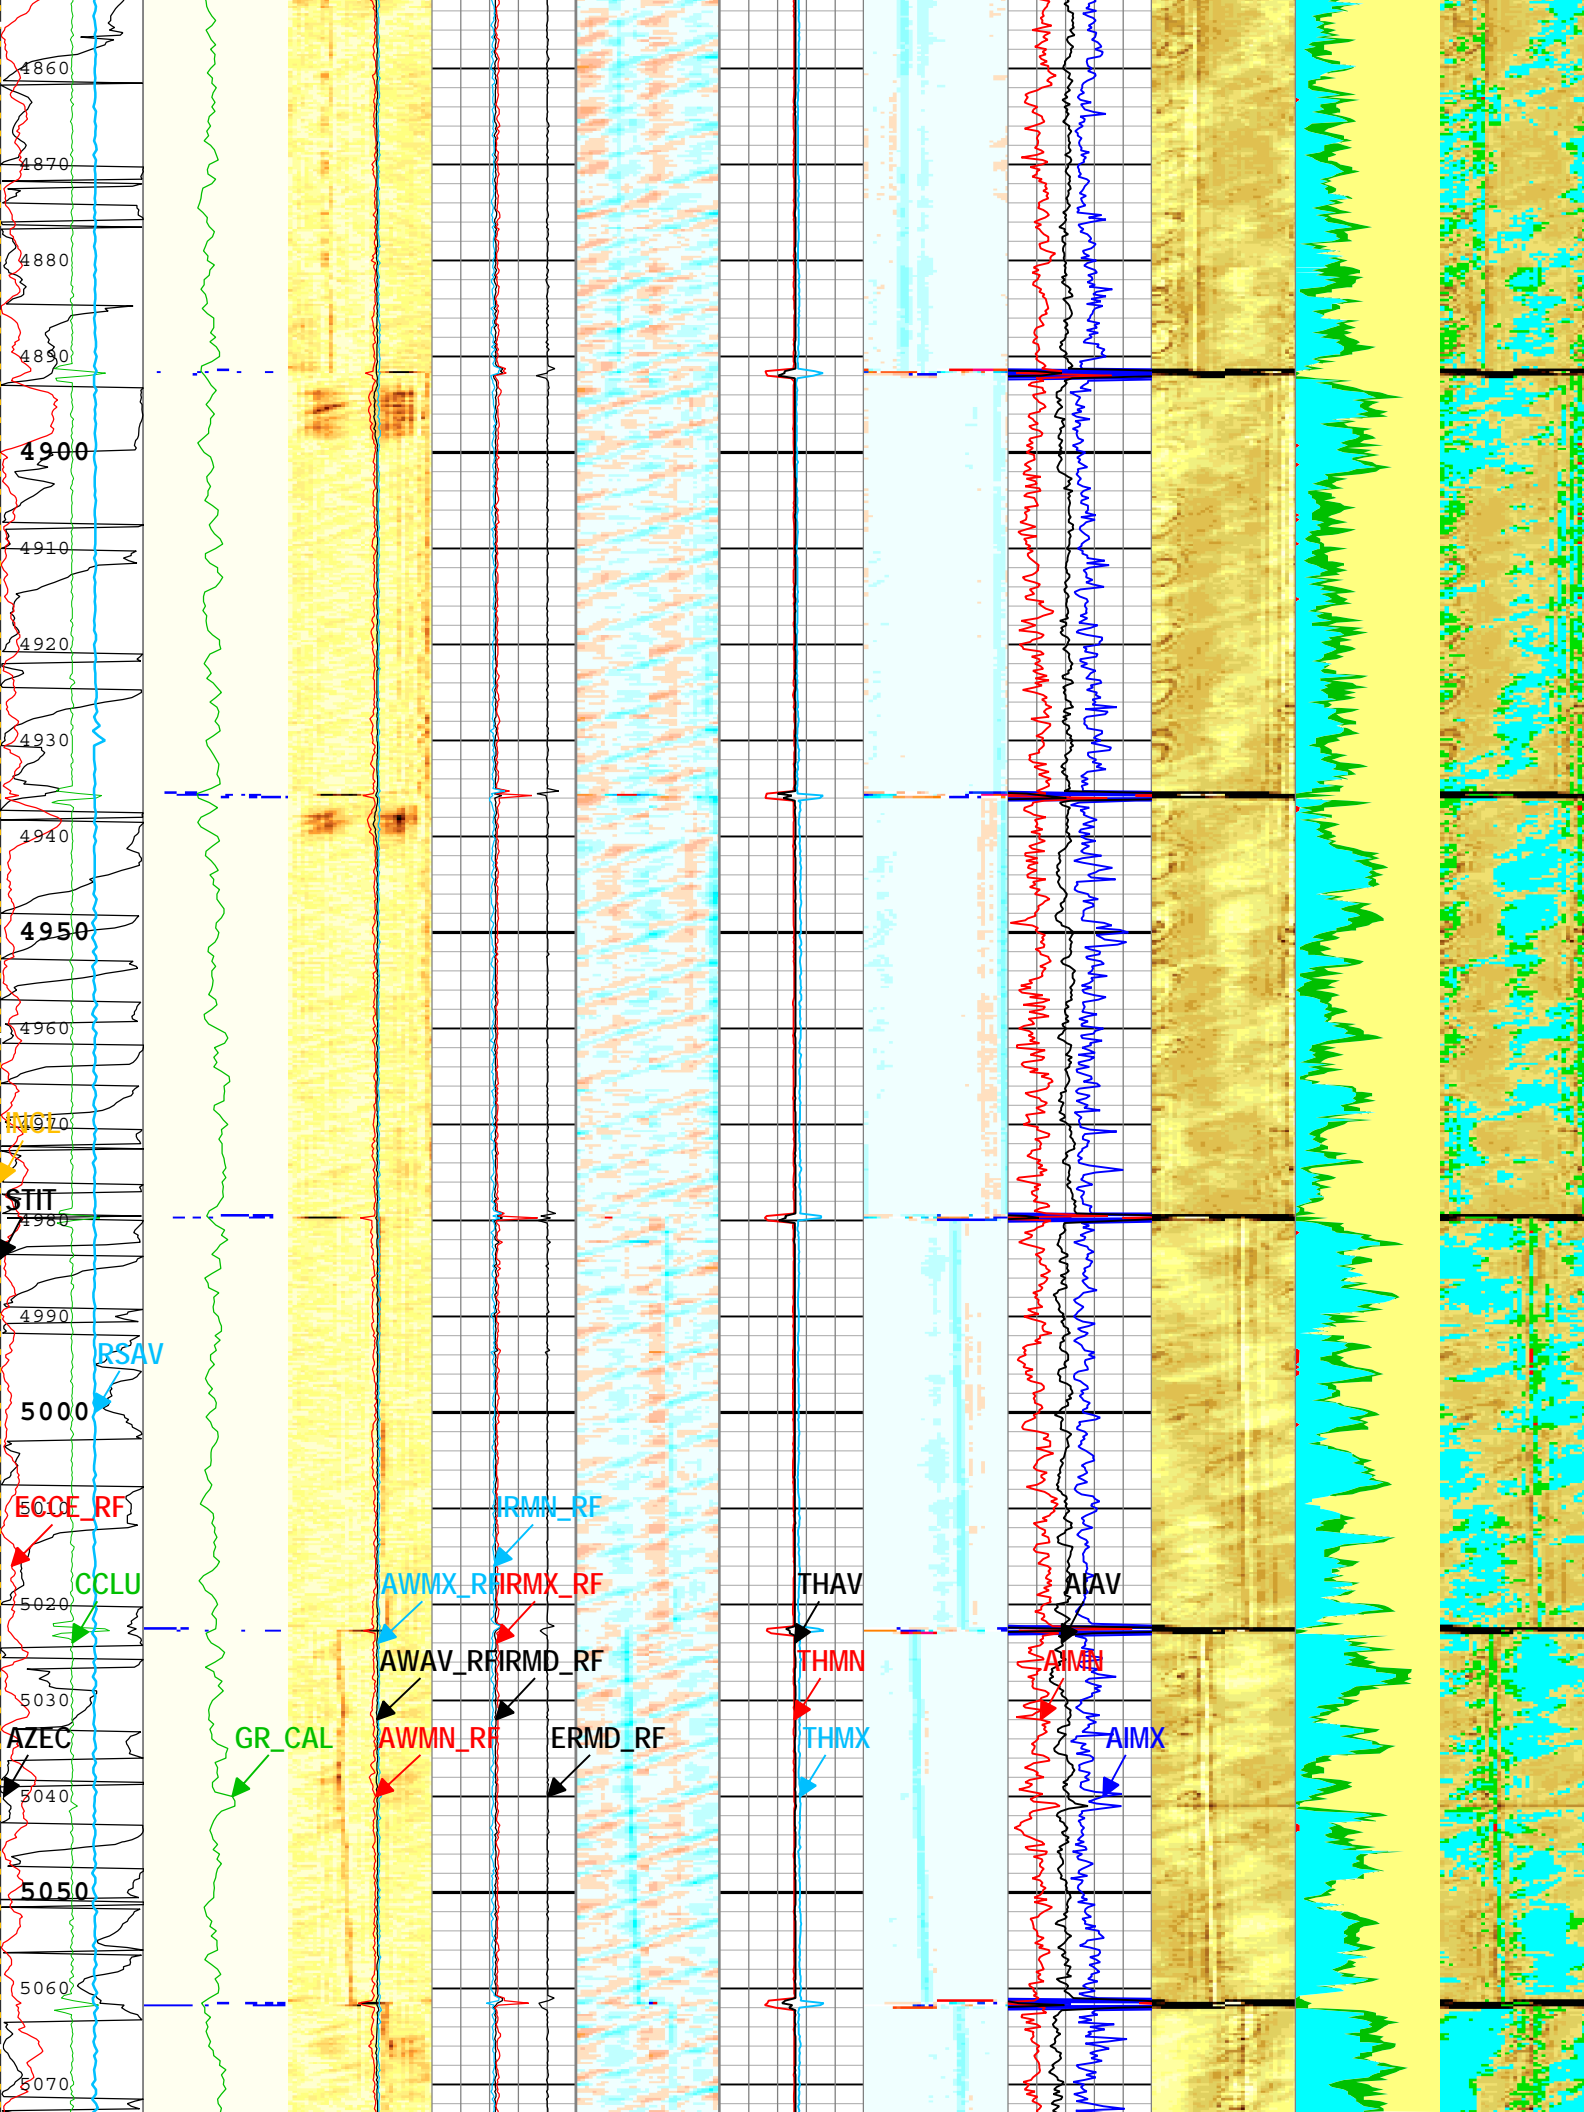 4860
4870
4880
4890
4900
4910
4920
4930
4940
4950
4960
INCL 4970
STIT
4980
4990
RSAV
5000
IRMN_RF
ECCE_RF 5010
CCLU AWMX_RF IRMX_RF THAV AIAV
5020
AWAV_RF IRMD_RF THMN AIMN
5030
AZEC GR_CAL AWMN_RF ERMD_RF THMX AIMX
5040
5050
5060
5070